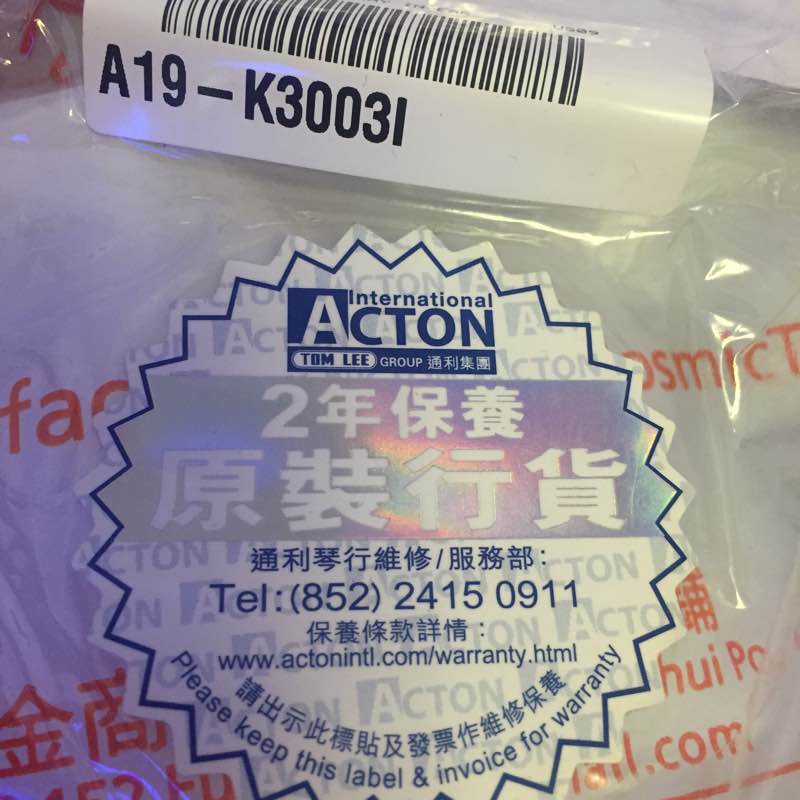 A19-K3003I
International
ACTON
TOM LEE GROUP 通利集團
2年保養
原裝行貨
通利琴行維修/服務部:
Tel:(852) 2415 0911
保養條款詳情:
www.actonintl.com/warranty.html
請出示此標貼及發票作維修保養
Please keep this label & invoice for warranty